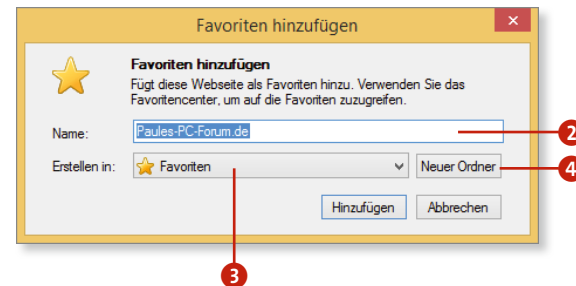 Favoriten hinzufügen
×
Favoriten hinzufügen
Fügt diese Webseite als Favoriten hinzu. Verwenden Sie das
Favoritencenter, um auf die Favoriten zuzugreifen.
Name: Paules-PC-Forum.de 2
Erstellen in: Favoriten Neuer Ordner 4
Hinzufügen Abbrechen
3